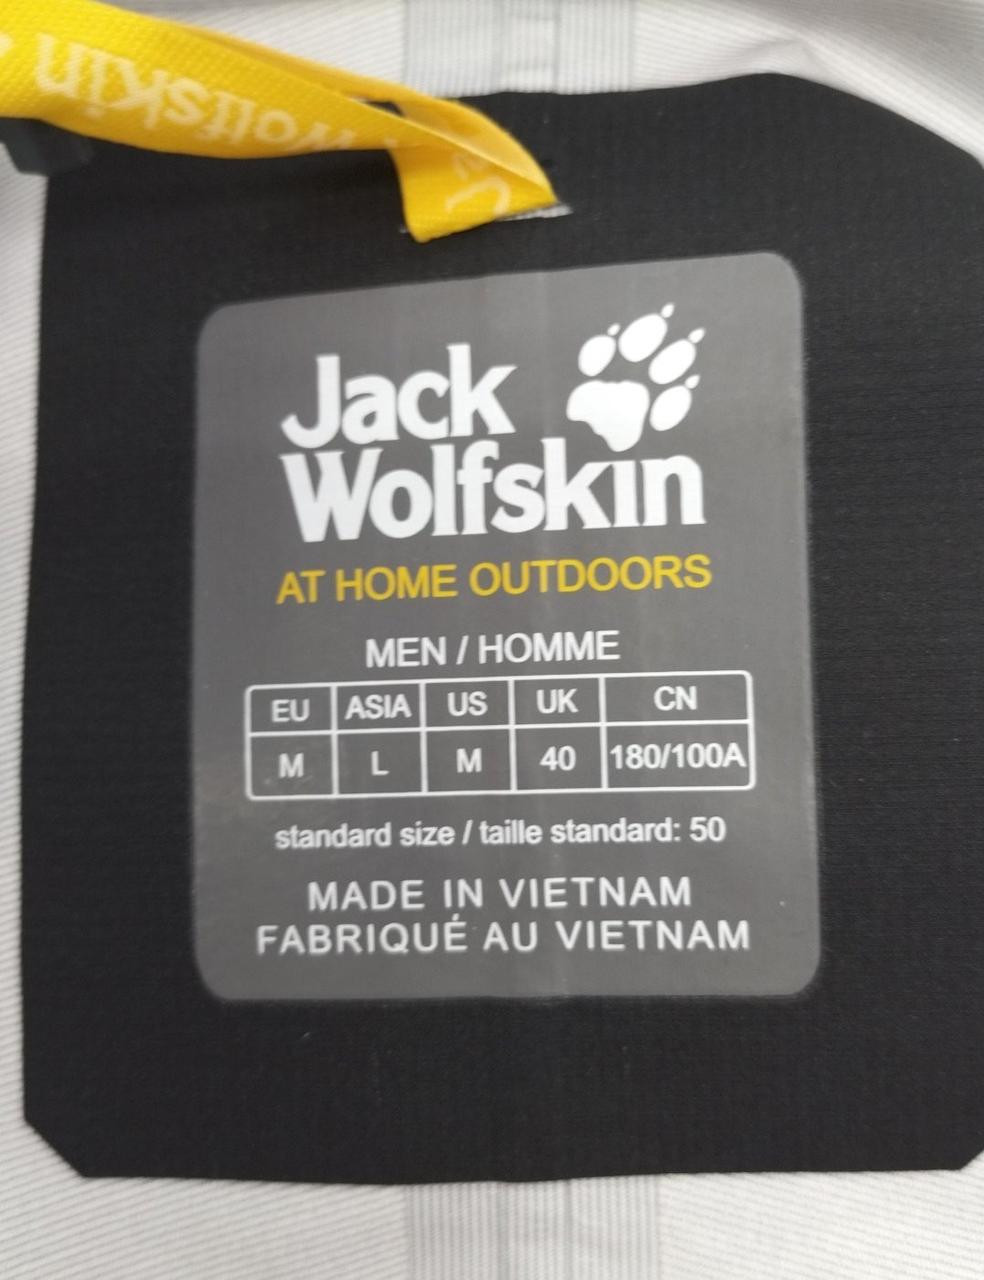 Wolfskin
Jack
Wolfskin
AT HOME OUTDOORS
MEN / HOMME
EU ASIA US UK CN
M L M 40 180/100A
standard size / taille standard: 50
MADE IN VIETNAM
FABRIQUÉ AU VIETNAM